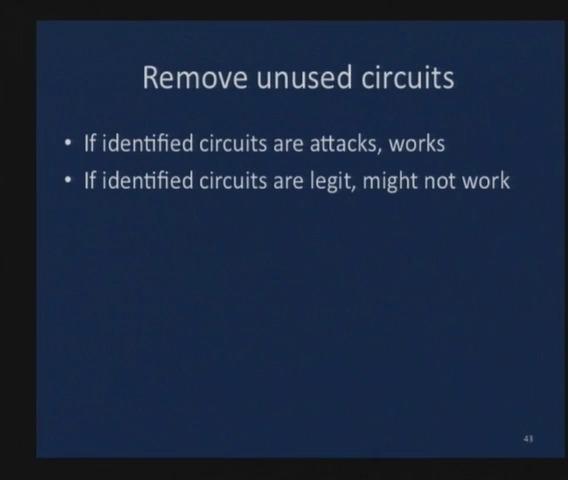 Remove unused circuits
• If identified circuits are attacks, works
• If identified circuits are legit, might not work
43